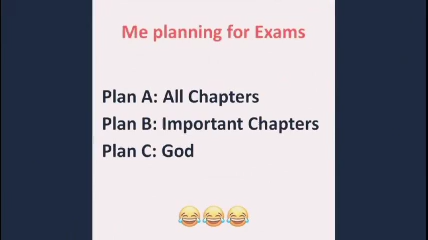 Me planning for Exams
Plan A: All Chapters
Plan B: Important Chapters
Plan C: God
😂😂😂